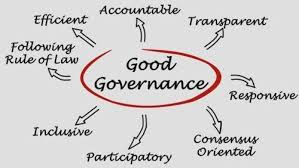 Accountable
Efficient
Transparent
Following
Rule of Law
Good
Governance
Responsive
Inclusive
Consensus
Oriented
Participatory